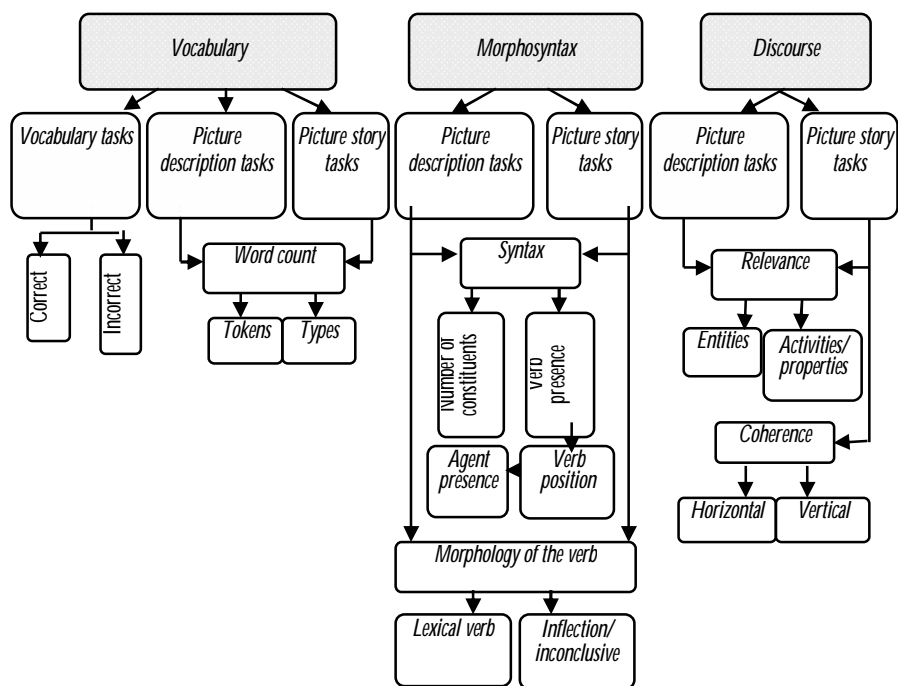 Vocabulary
Morphosyntax
Discourse
Vocabulary tasks
Picture
description tasks
Picture story
tasks
Picture
description tasks
Picture story
tasks
Picture
description tasks
Picture story
tasks
Correct
Incorrect
Word count
Tokens
Types
Syntax
Number of
constituents
Verb
presence
Agent
presence
Verb
position
Morphology of the verb
Lexical verb
Inflection/
inconclusive
Relevance
Entities
Activities/
properties
Coherence
Horizontal
Vertical